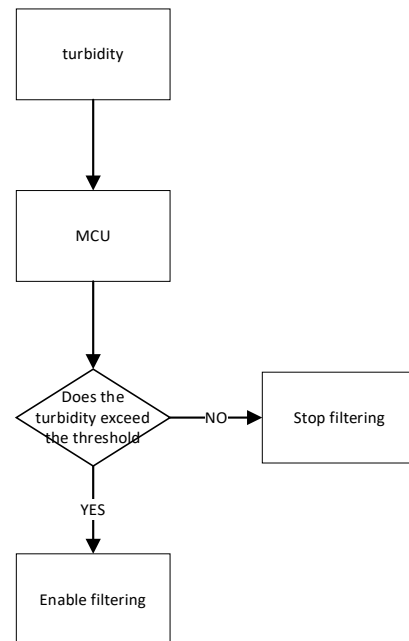 turbidity
MCU
Does the
turbidity exceed
the threshold
NO
Stop filtering
YES
Enable filtering